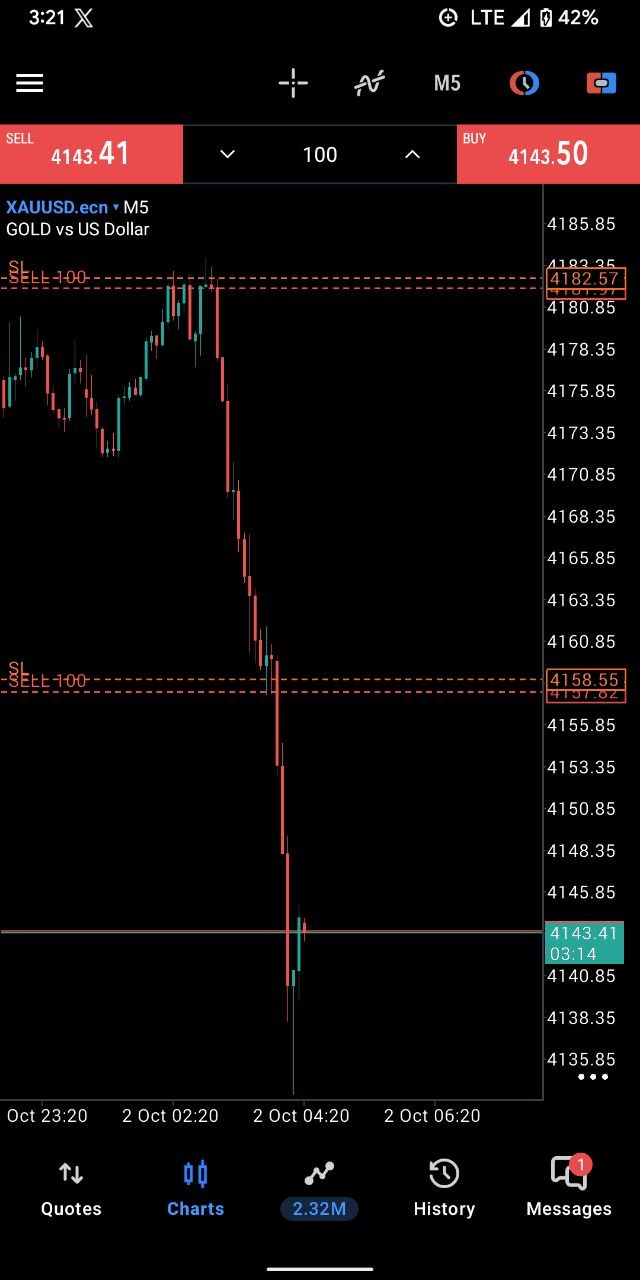 3:21 X LTE 42%
M5
SELL 4143.41
100
BUY 4143.50
XAUUSD.ecn M5
GOLD vs US Dollar
4185.85
SL
SELL 100
4182.57
4180.85
4178.35
4175.85
4173.35
4170.85
4168.35
4165.85
4163.35
4160.85
SL
SELL 100
4158.55
4157.82
4155.85
4153.35
4150.85
4148.35
4145.85
4143.41
03:14
4140.85
4138.35
4135.85
Oct 23:20 2 Oct 02:20 2 Oct 04:20 2 Oct 06:20
1
Quotes Charts 2.32M History Messages